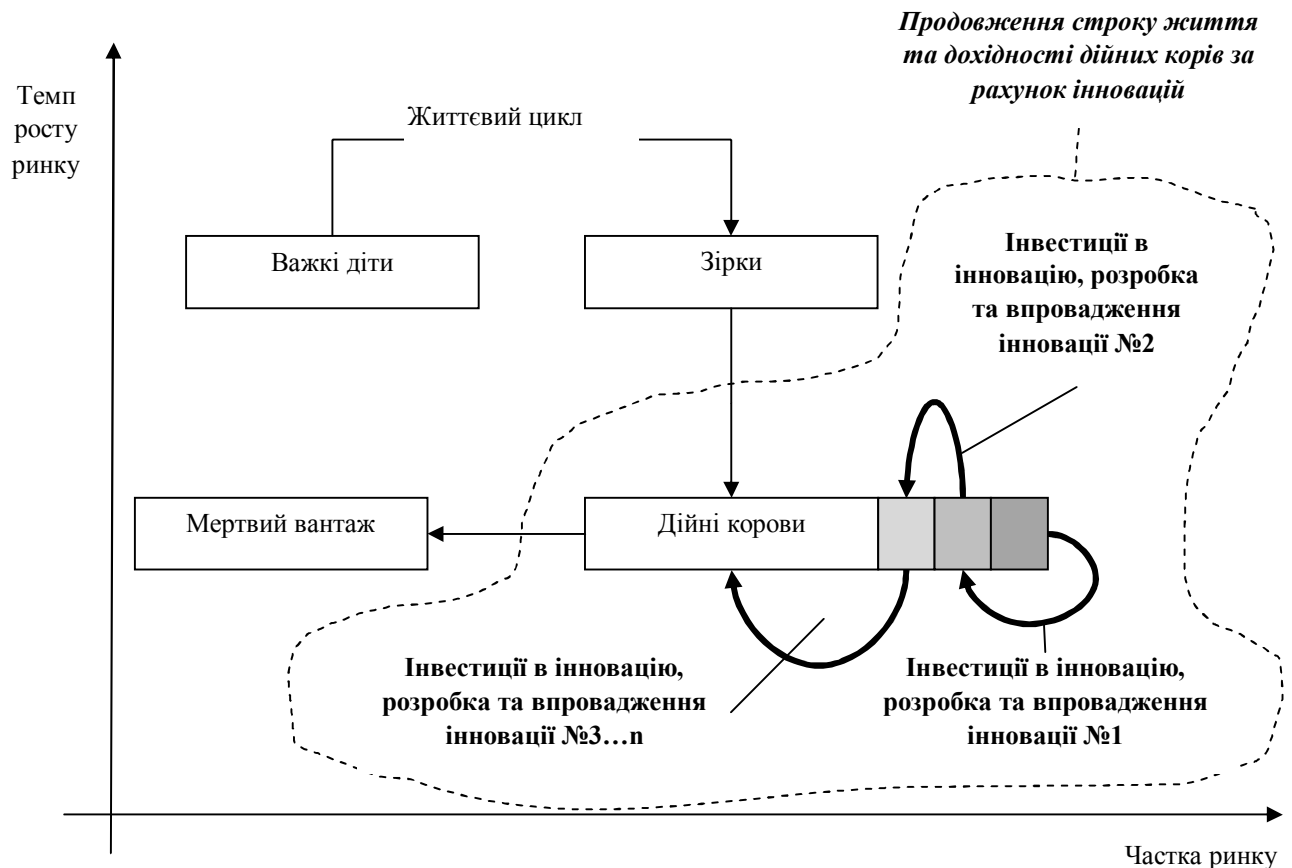 Продовження строку життя
та дохідності дійних корів за
рахунок інновацій
Темп
росту
ринку
Життєвий цикл
Важкі діти
Зірки
Інвестиції в
інновацію, розробка
та впровадження
інновації №2
Мертвий вантаж
Дійні корови
Інвестиції в інновацію,
розробка та впровадження
інновації №3...n
Інвестиції в інновацію,
розробка та впровадження
інновації №1
Частка ринку